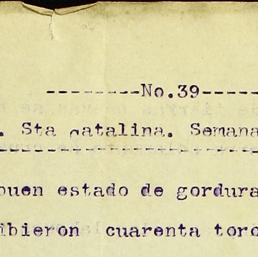 ---------No.39---------
. Sta Catalina. Semana
buen estado de gordura
ibieron cuarenta toro